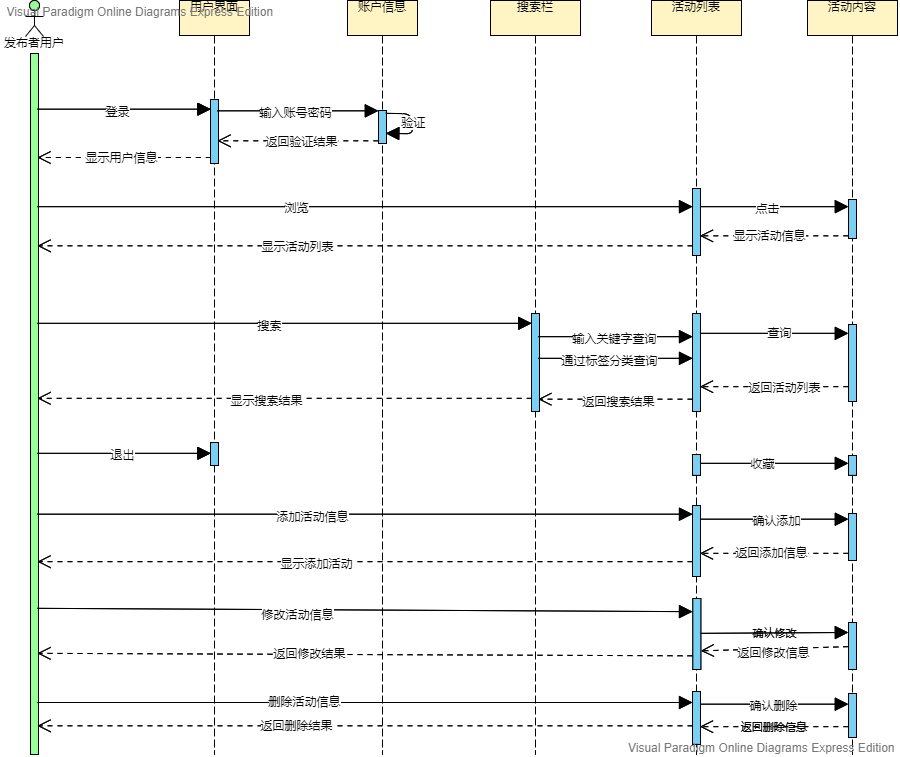 Visual Paradigm Online Diagrams Express Edition
用户界面
账户信息
搜索栏
活动列表
活动内容
发布者用户
登录
输入账号密码
验证
返回验证结果
显示用户信息
浏览
点击
显示活动信息
显示活动列表
搜索
输入关键字查询
查询
通过标签分类查询
返回活动列表
显示搜索结果
返回搜索结果
退出
收藏
添加活动信息
确认添加
返回添加信息
显示添加活动
修改活动信息
确认修改
返回修改结果
返回修改信息
删除活动信息
确认删除
返回删除结果
返回删除信息
Visual Paradigm Online Diagrams Express Edition